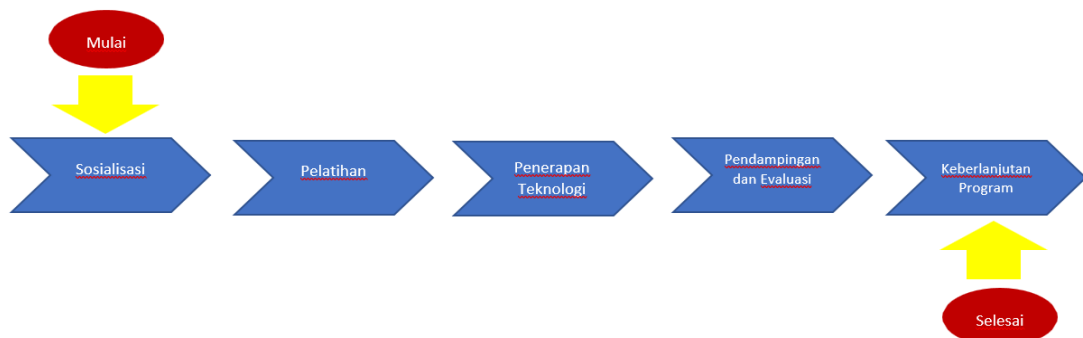 Mulai
Sosialisasi
Pelatihan
Penerapan
Teknologi
Pendampingan
dan Evaluasi
Keberlanjutan
Program
Selesai